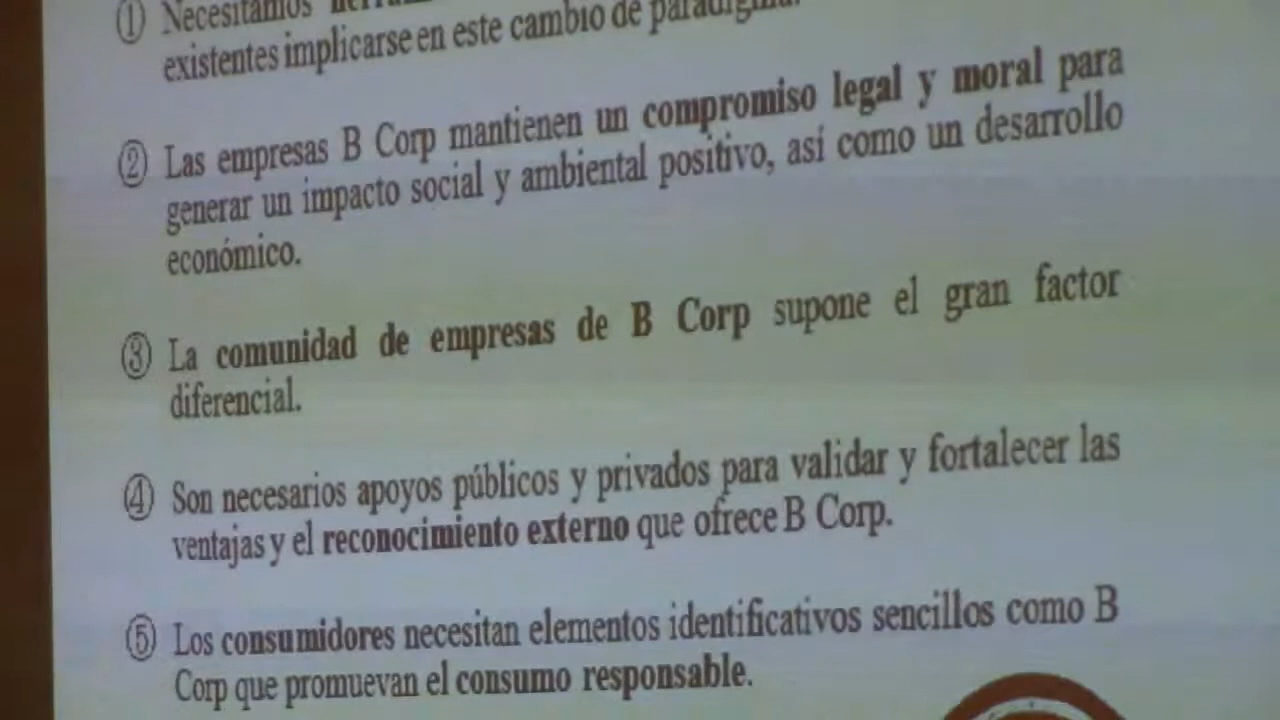 ① Necesitamos
existentes implicarse en este cambio de paradigma.
② Las empresas B Corp mantienen un compromiso legal y moral para
generar un impacto social y ambiental positivo, así como un desarrollo
económico.
③ La comunidad de empresas de B Corp supone el gran factor
diferencial.
④ Son necesarios apoyos públicos y privados para validar y fortalecer las
ventajas y el reconocimiento externo que ofrece B Corp.
⑤ Los consumidores necesitan elementos identificativos sencillos como B
Corp que promuevan el consumo responsable.